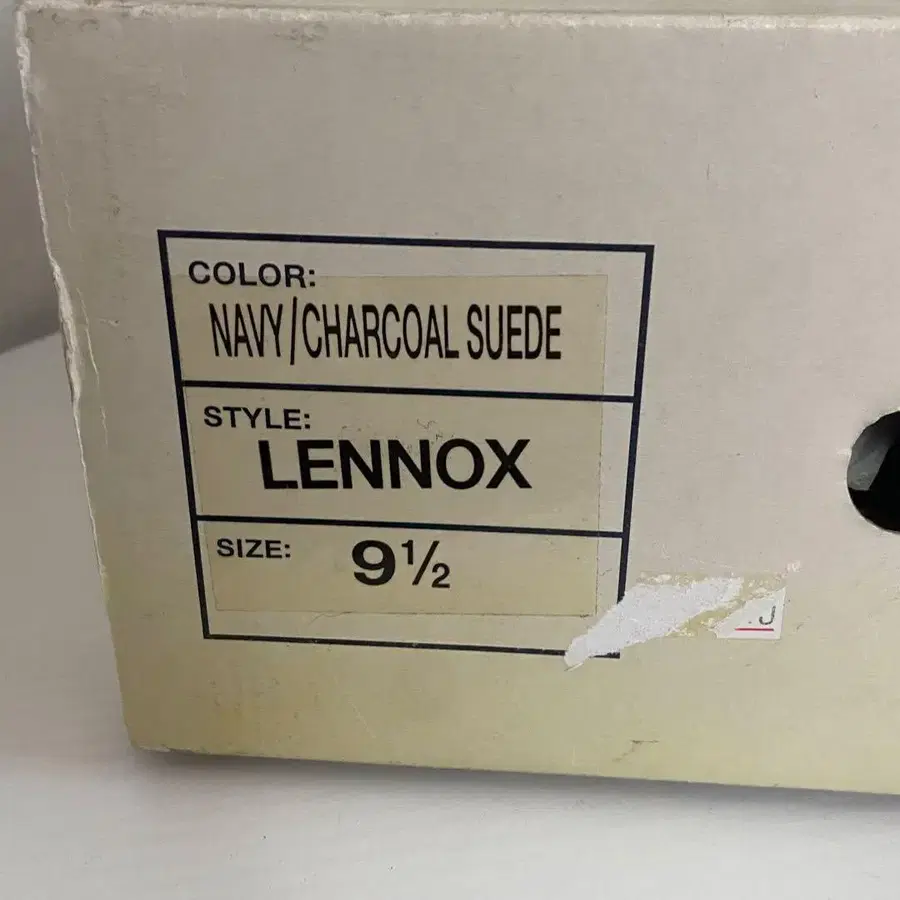 COLOR:
NAVY/CHARCOAL SUEDE
STYLE:
LENNOX
SIZE: 9½